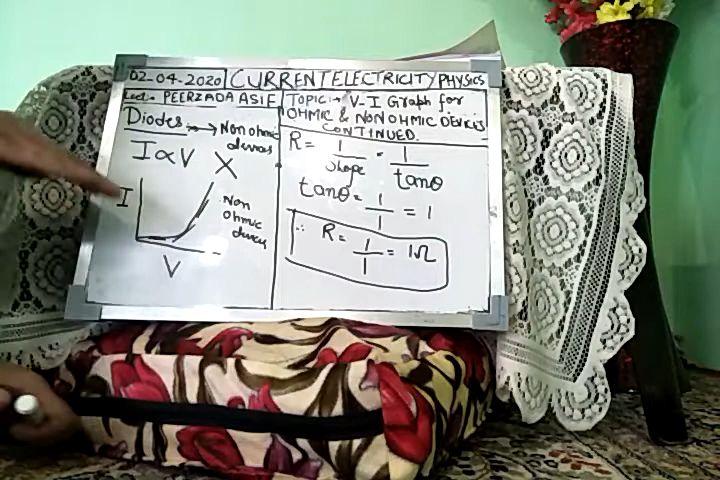 02-04-2020 CURRENT ELECTRICITY PHYSICS
Lect:- PEERZADA ASIF
TOPIC:- V-I Graph for
OHMIC & NON OHMIC DEVICES
CONTINUED.
Diodes → Non ohmic
devices
I ∝ V X
I
Non
Ohmic
devices
V
R = 1/Slope = 1/tanθ
tanθ = 1/1 = 1
∴ R = 1/1 = 1Ω